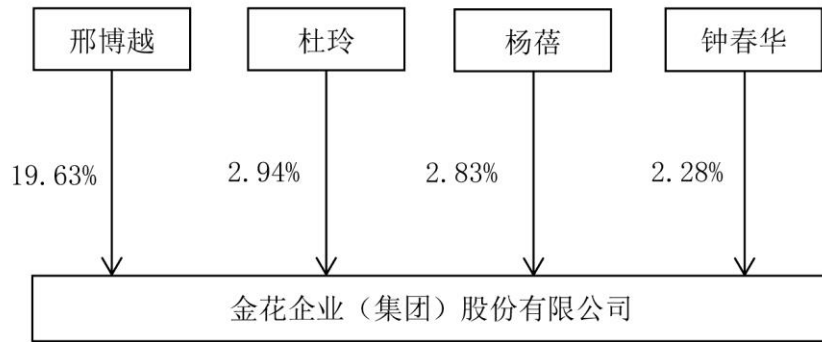 邢博越
杜玲
杨蓓
钟春华
19.63%
2.94%
2.83%
2.28%
金花企业（集团）股份有限公司